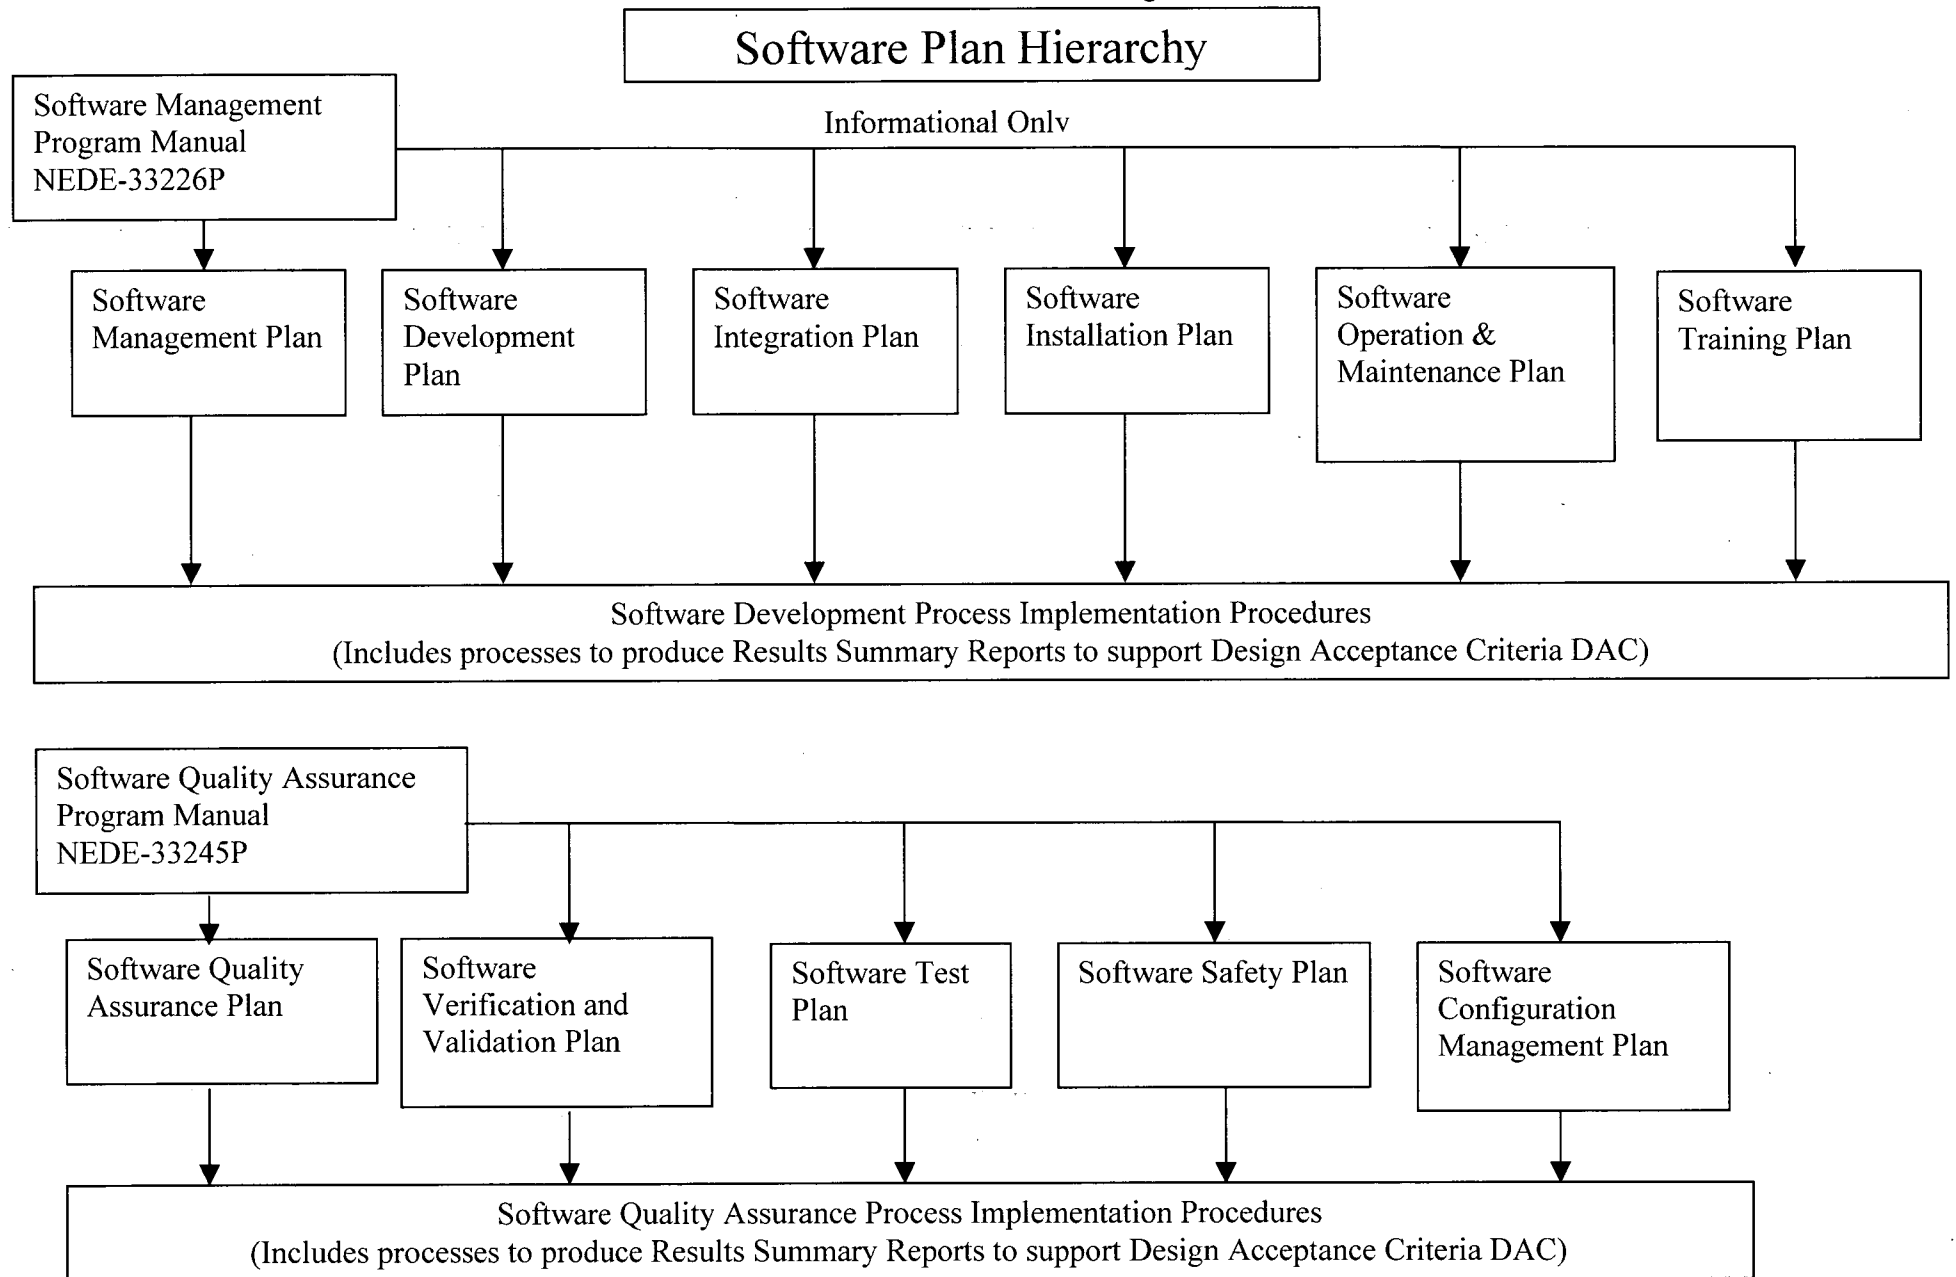 Software Plan Hierarchy
Software Management
Program Manual
NEDE-33226P
Informational Only
Software
Management Plan
Software
Development
Plan
Software
Integration Plan
Software
Installation Plan
Software
Operation &
Maintenance Plan
Software
Training Plan
Software Development Process Implementation Procedures
(Includes processes to produce Results Summary Reports to support Design Acceptance Criteria DAC)
Software Quality Assurance
Program Manual
NEDE-33245P
Software Quality
Assurance Plan
Software
Verification and
Validation Plan
Software Test
Plan
Software Safety Plan
Software
Configuration
Management Plan
Software Quality Assurance Process Implementation Procedures
(Includes processes to produce Results Summary Reports to support Design Acceptance Criteria DAC)